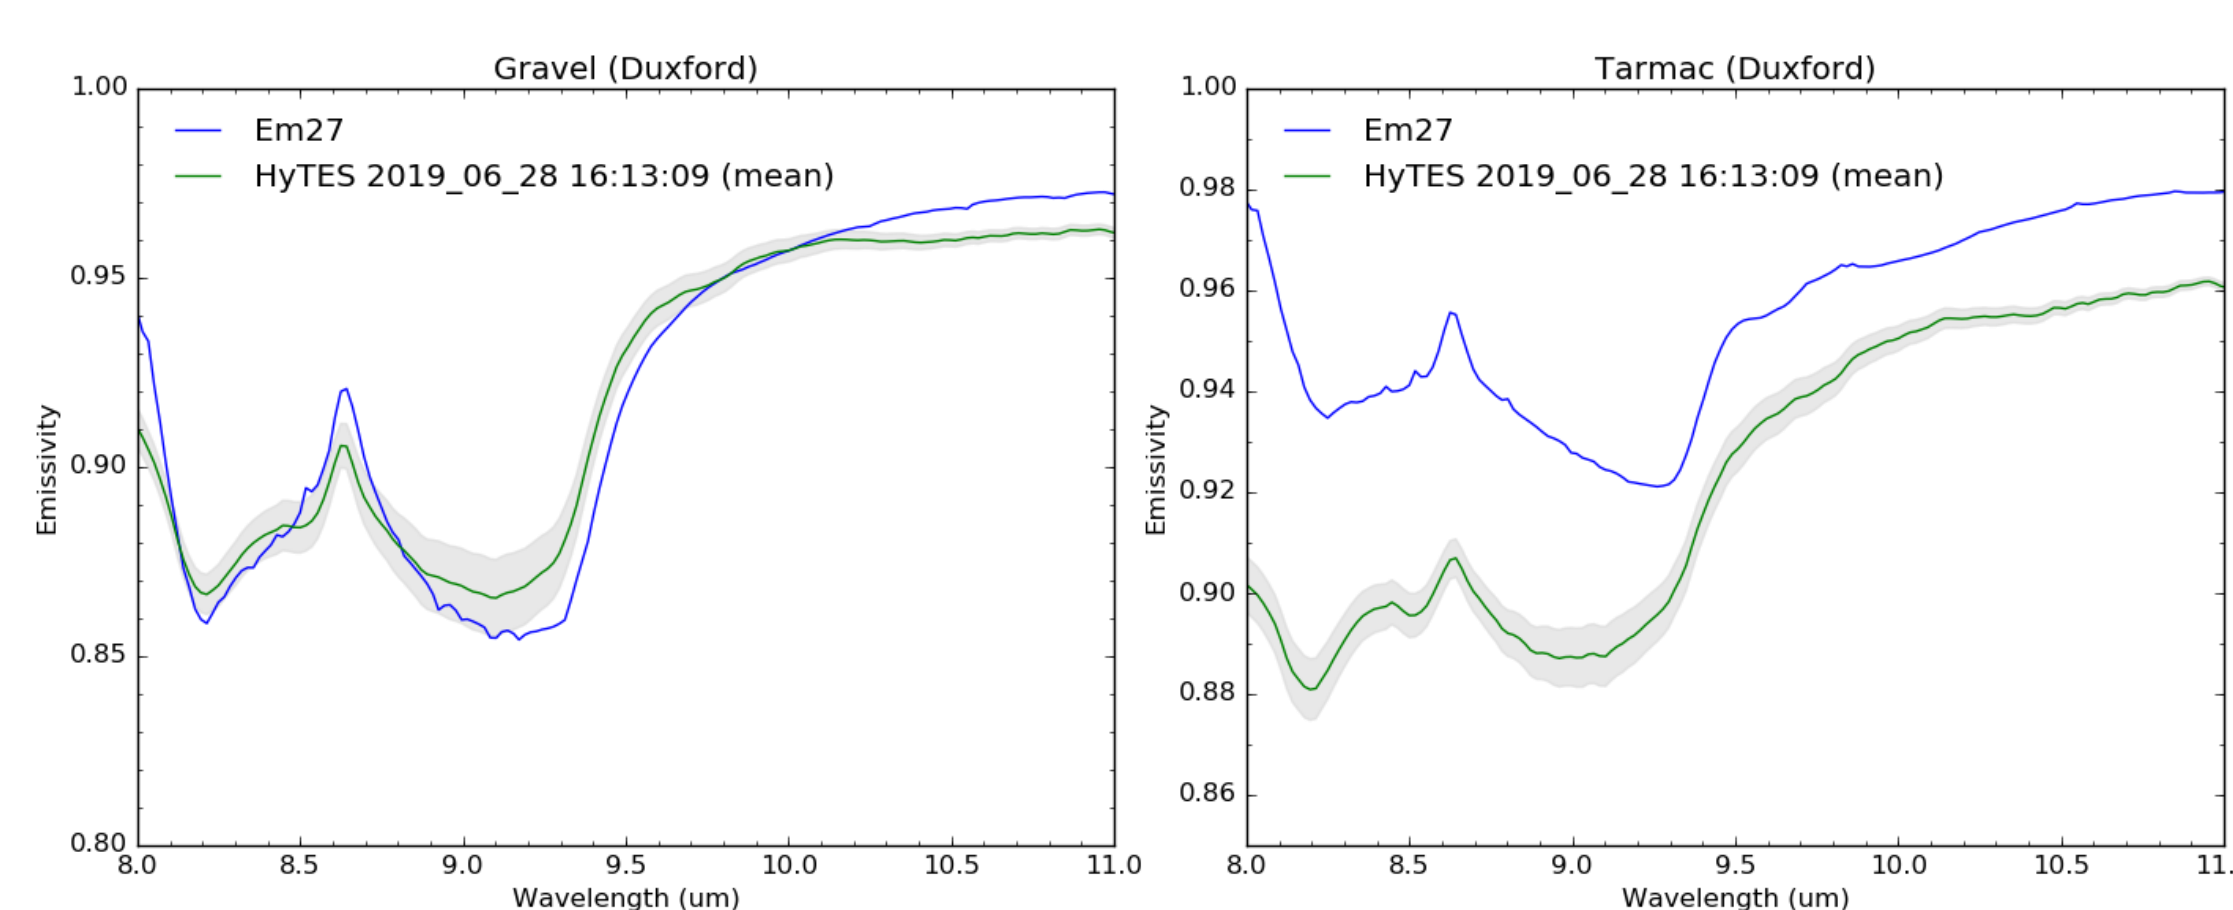 Gravel (Duxford)
1.00
0.95
0.90
0.85
0.80
Emissivity
Em27
HyTES 2019_06_28 16:13:09 (mean)
8.0 8.5 9.0 9.5 10.0 10.5 11.0
Wavelength (um)
Tarmac (Duxford)
1.00
0.98
0.96
0.94
0.92
0.90
0.88
0.86
Emissivity
Em27
HyTES 2019_06_28 16:13:09 (mean)
8.0 8.5 9.0 9.5 10.0 10.5 11.
Wavelength (um)